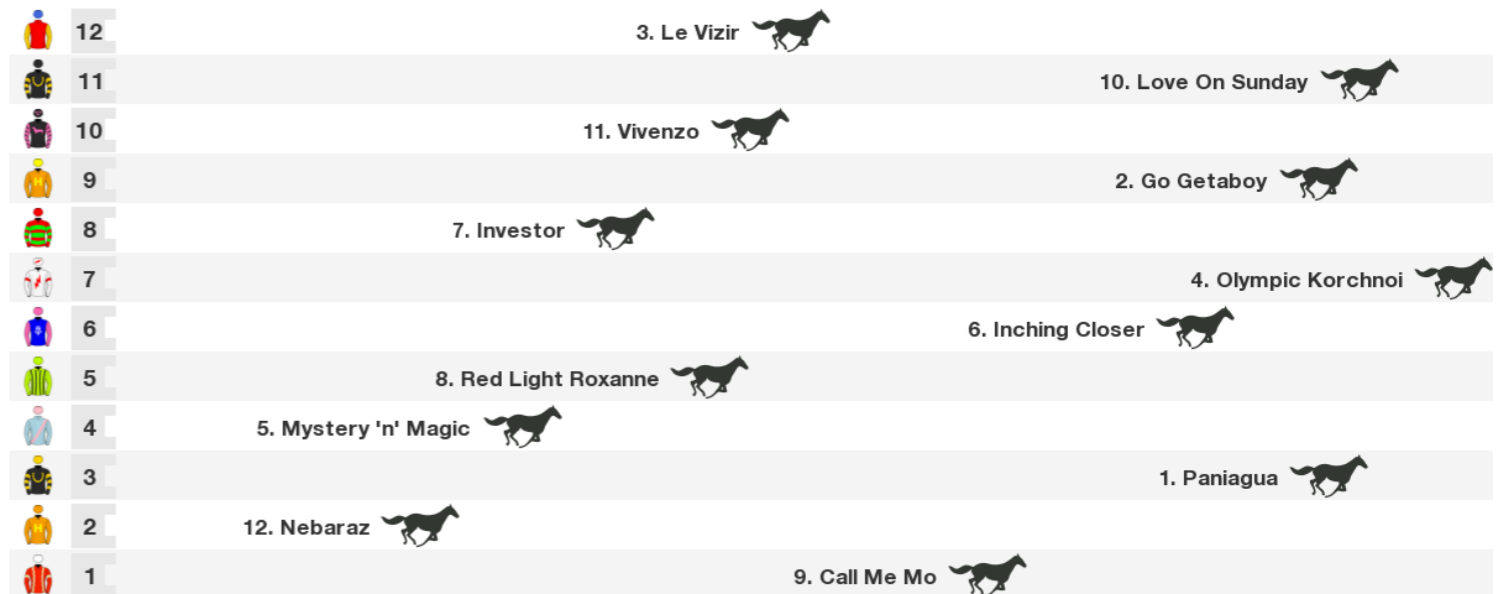 12 3. Le Vizir
11 10. Love On Sunday
10 11. Vivenzo
9 2. Go Getaboy
8 7. Investor
7 4. Olympic Korchnoi
6 6. Inching Closer
5 8. Red Light Roxanne
4 5. Mystery 'n' Magic
3 1. Paniagua
2 12. Nebaraz
1 9. Call Me Mo